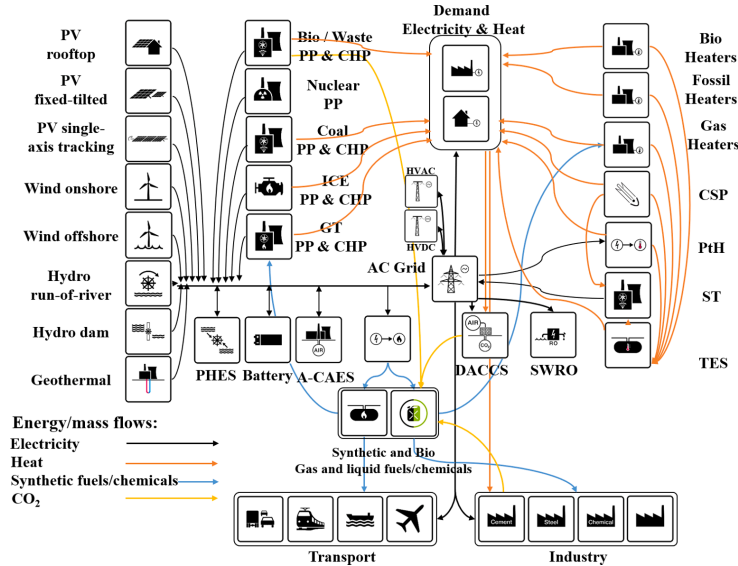 PV
rooftop
PV
fixed-tilted
PV single-
axis tracking
Wind onshore
Wind offshore
Hydro
run-of-river
Hydro dam
Geothermal
Bio / Waste
PP & CHP
Nuclear
PP
Coal
PP & CHP
ICE
PP & CHP
GT
PP & CHP
Demand
Electricity & Heat
HVAC
HVDC
AC Grid
Bio
Heaters
Fossil
Heaters
Gas
Heaters
CSP
PtH
ST
TES
PHES
Battery
AIR
A-CAES
AIR
CO₂
DACCS
RO
SWRO
Synthetic and Bio
Gas and liquid fuels/chemicals
Energy/mass flows:
Electricity
Heat
Synthetic fuels/chemicals
CO₂
Transport
Cement
Steel
Chemical
Industry